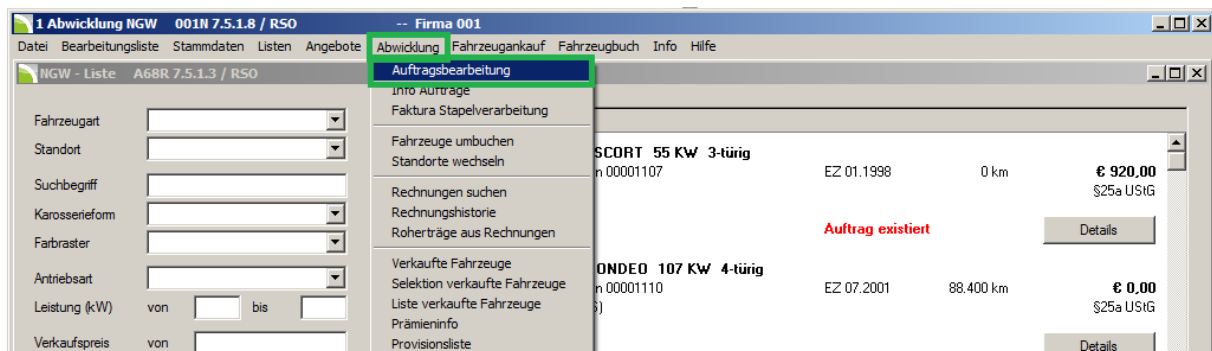 1 Abwicklung NGW 001N 7.5.1.8 / RSO -- Firma 001
Datei Bearbeitungsliste Stammdaten Listen Angebote Abwicklung Fahrzeugankauf Fahrzeugbuch Info Hilfe
NGW - Liste A68R 7.5.1.3 / RSO
Auftragsbearbeitung
Info Aufträge
Faktura Stapelverarbeitung
Fahrzeuge umbuchen
Standorte wechseln
Rechnungen suchen
Rechnungshistorie
Roherträge aus Rechnungen
Verkaufte Fahrzeuge
Selektion verkaufte Fahrzeuge
Liste verkaufte Fahrzeuge
Prämieninfo
Provisionsliste
Fahrzeugart
Standort
Suchbegriff
Karosserieform
Farbraster
Antriebsart
Leistung (kW) von bis
Verkaufspreis von
SCORT 55 KW 3-türig
n 00001107 EZ 01.1998 0 km € 920,00
§25a UStG
Auftrag existiert Details
ONDEO 107 KW 4-türig
n 00001110 EZ 07.2001 88.400 km € 0,00
§25a UStG
Details